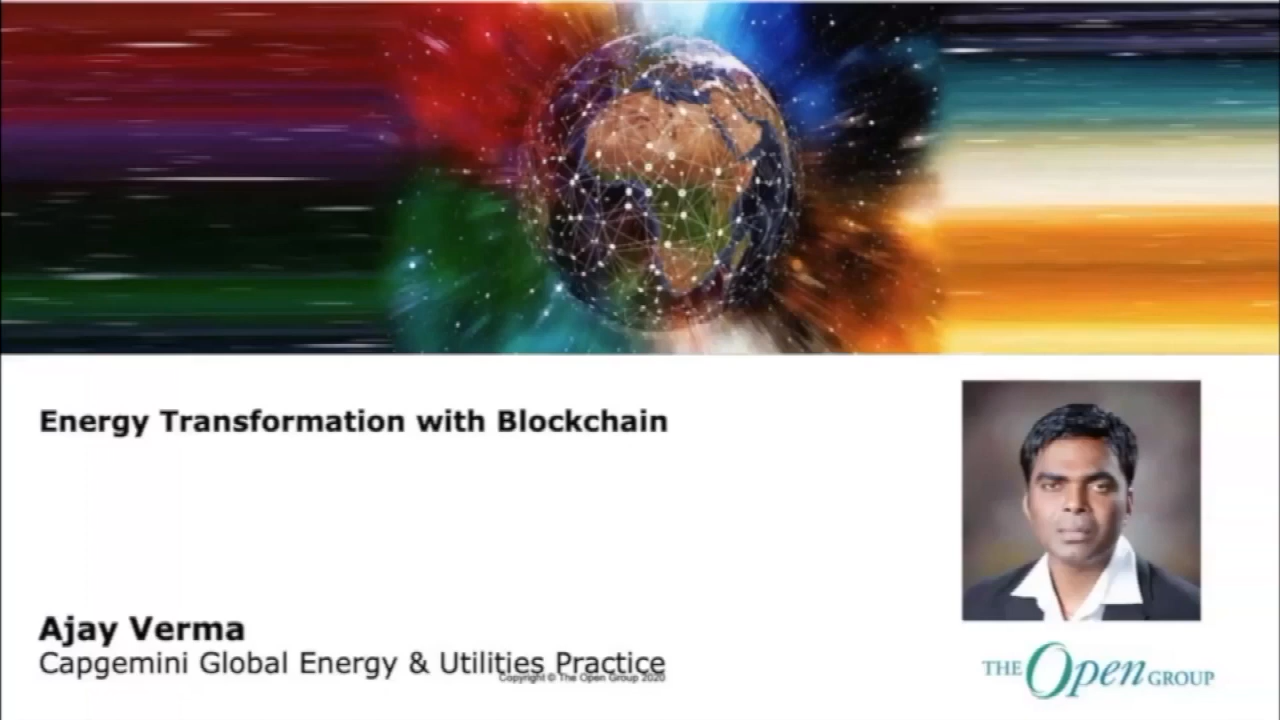 Energy Transformation with Blockchain
Ajay Verma
Capgemini Global Energy & Utilities Practice
Copyright © The Open Group 2020
THE Open GROUP